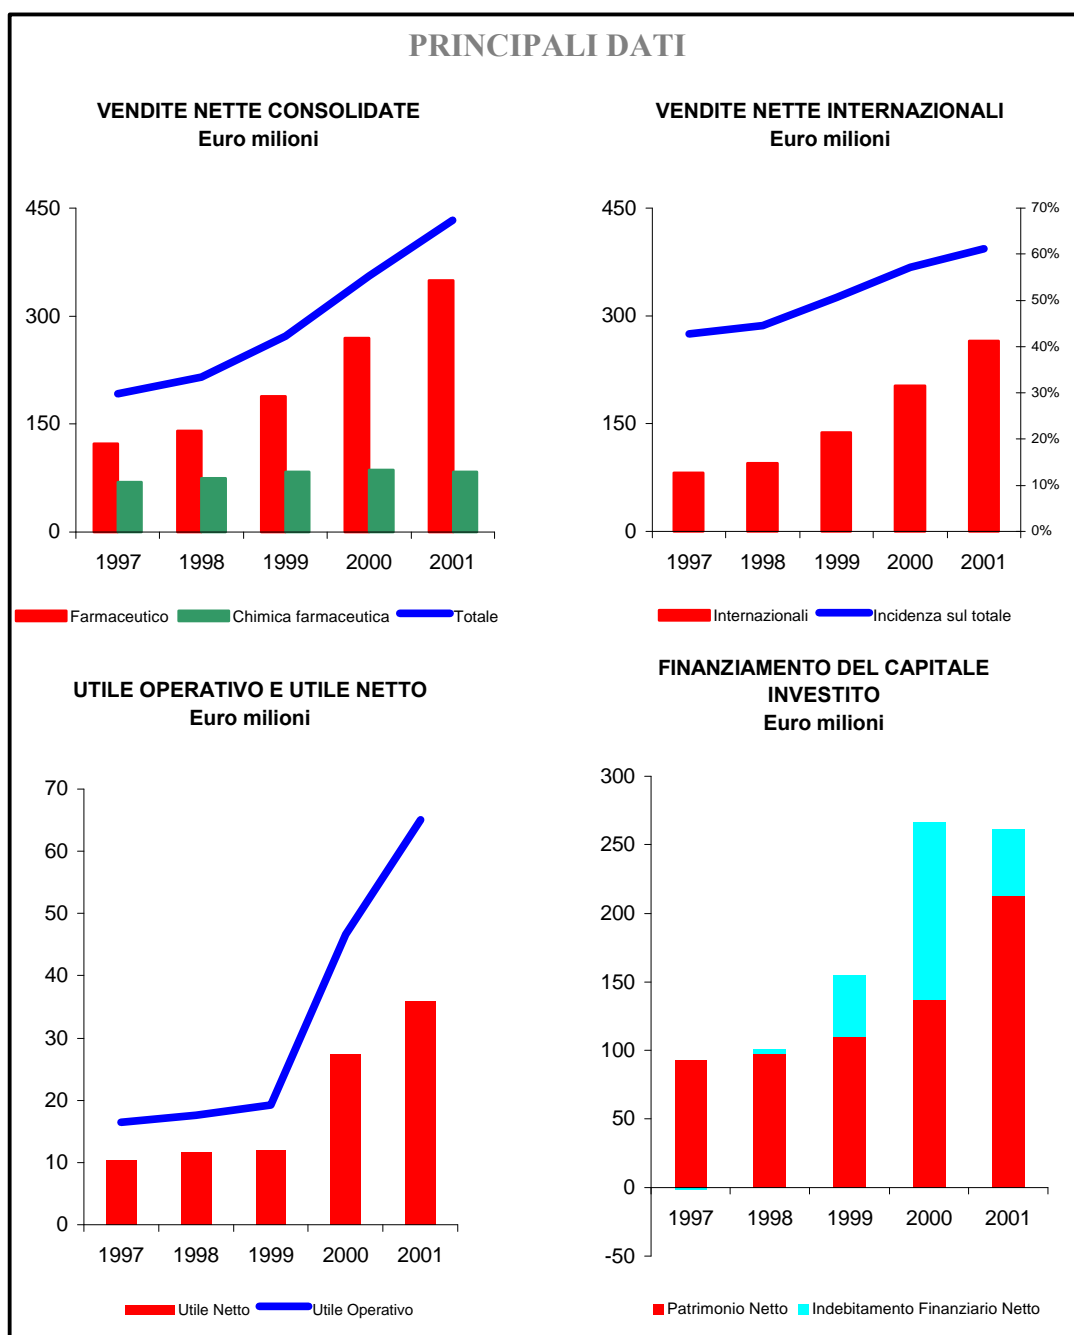 PRINCIPALI DATI
VENDITE NETTE CONSOLIDATE
Euro milioni
450
300
150
0
1997 1998 1999 2000 2001
Farmaceutico Chimica farmaceutica Totale
VENDITE NETTE INTERNAZIONALI
Euro milioni
450
300
150
0
70%
60%
50%
40%
30%
20%
10%
0%
1997 1998 1999 2000 2001
Internazionali Incidenza sul totale
UTILE OPERATIVO E UTILE NETTO
Euro milioni
70
60
50
40
30
20
10
0
1997 1998 1999 2000 2001
Utile Netto Utile Operativo
FINANZIAMENTO DEL CAPITALE
INVESTITO
Euro milioni
300
250
200
150
100
50
0
-50
1997 1998 1999 2000 2001
Patrimonio Netto Indebitamento Finanziario Netto